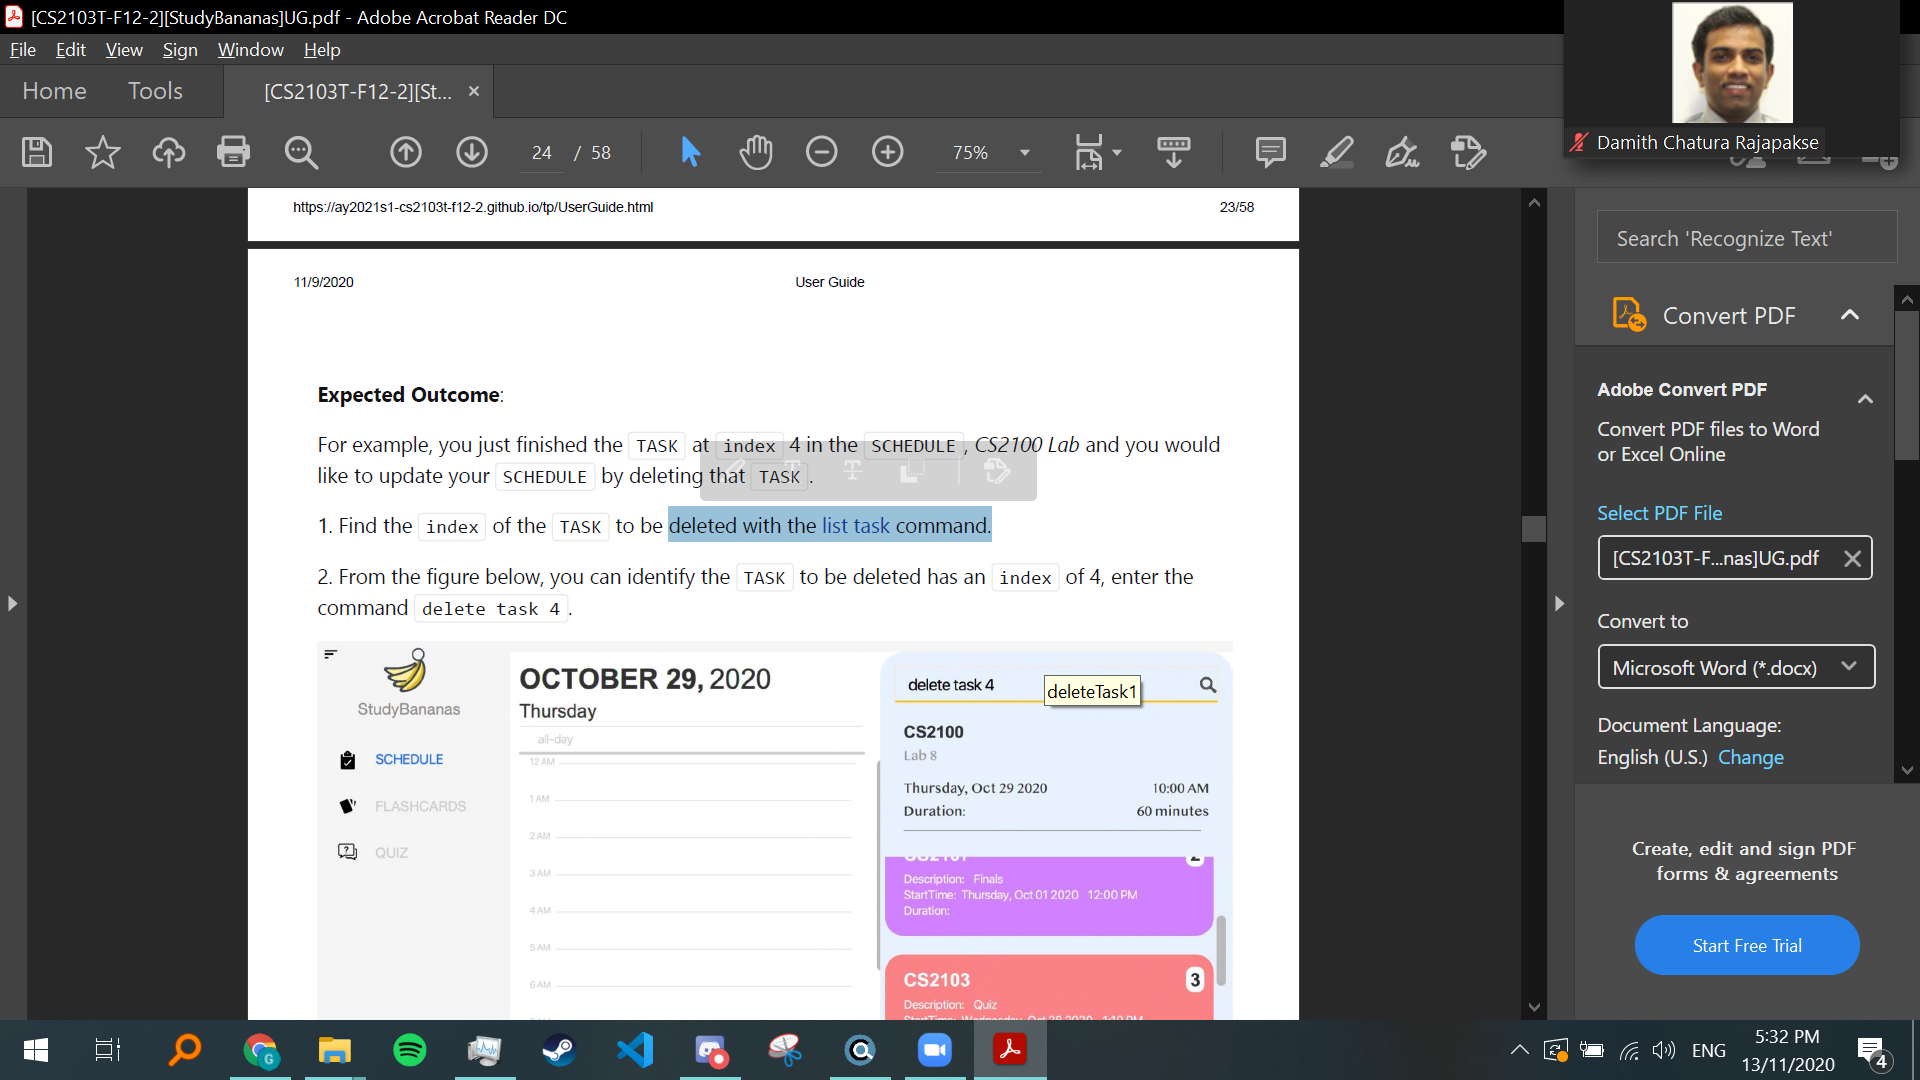 [CS2103T-F12-2][StudyBananas]UG.pdf - Adobe Acrobat Reader DC
File Edit View Sign Window Help
Home Tools [CS2103T-F12-2][St... ×
24 / 58 75%
Damith Chatura Rajapakse
https://ay2021s1-cs2103t-f12-2.github.io/tp/UserGuide.html 23/58
11/9/2020 User Guide
Expected Outcome:
For example, you just finished the TASK at index 4 in the SCHEDULE, CS2100 Lab and you would
like to update your SCHEDULE by deleting that TASK.
1. Find the index of the TASK to be deleted with the list task command.
2. From the figure below, you can identify the TASK to be deleted has an index of 4, enter the
command delete task 4.
StudyBananas
SCHEDULE
FLASHCARDS
QUIZ
OCTOBER 29, 2020
Thursday
all-day
12 AM
1 AM
2 AM
3 AM
4 AM
5 AM
6 AM
delete task 4
deleteTask1
CS2100
Lab 8
Thursday, Oct 29 2020 10:00 AM
Duration: 60 minutes
2
Description: Finals
StartTime: Thursday, Oct 01 2020 12:00 PM
Duration:
CS2103 3
Description: Quiz
Search 'Recognize Text'
Convert PDF
Adobe Convert PDF
Convert PDF files to Word
or Excel Online
Select PDF File
[CS2103T-F...nas]UG.pdf
Convert to
Microsoft Word (*.docx)
Document Language:
English (U.S.) Change
Create, edit and sign PDF
forms & agreements
Start Free Trial
ENG
5:32 PM
13/11/2020
4